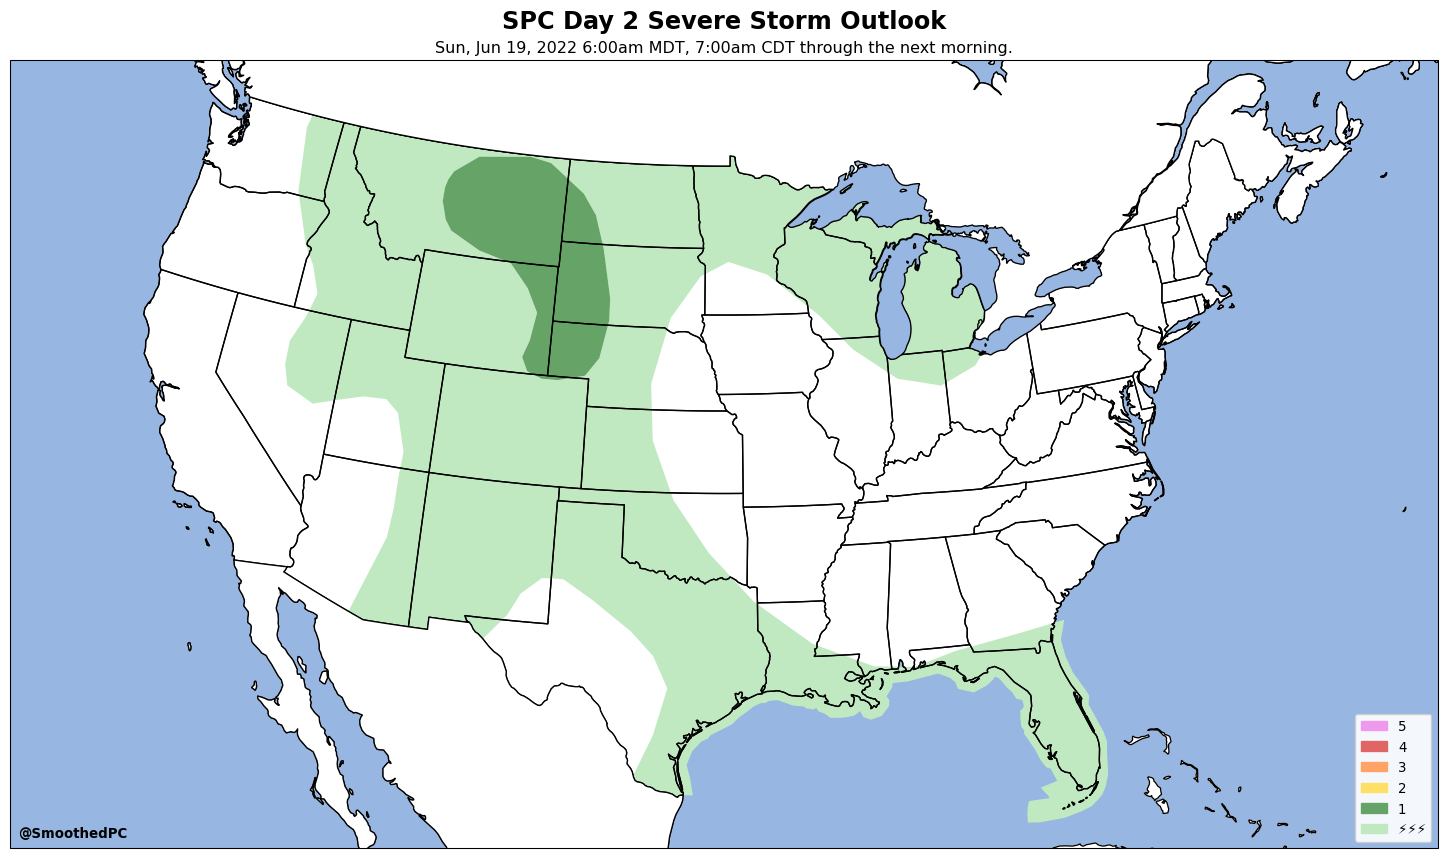 SPC Day 2 Severe Storm Outlook
Sun, Jun 19, 2022 6:00am MDT, 7:00am CDT through the next morning.
5
4
3
2
1
⚡⚡⚡
@SmoothedPC